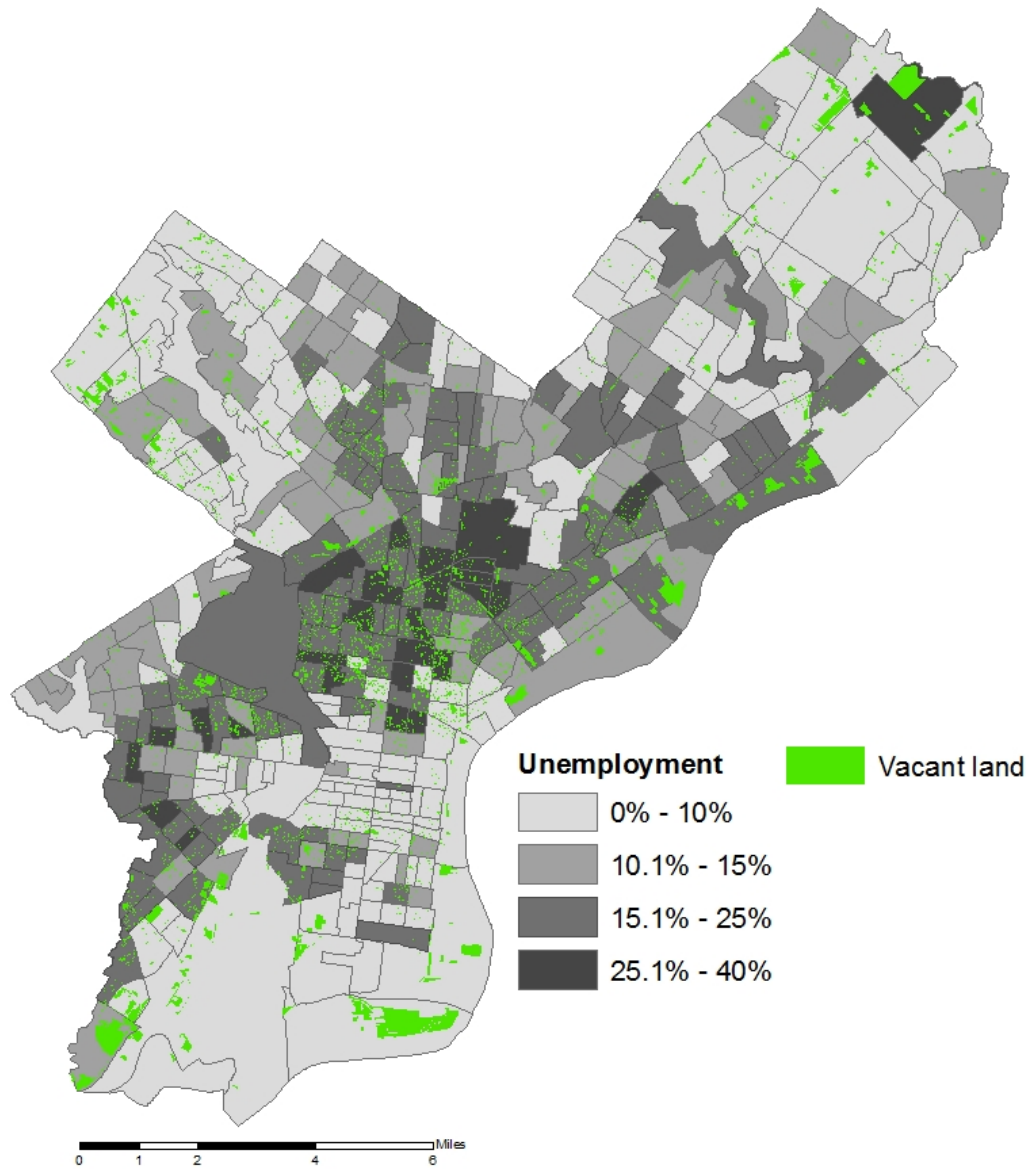 Unemployment
0% - 10%
10.1% - 15%
15.1% - 25%
25.1% - 40%
Vacant land
Miles
0 1 2 4 6